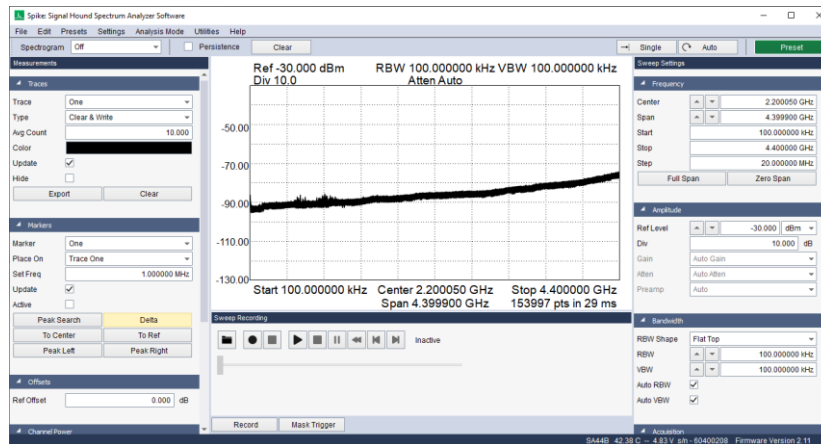 Spike: Signal Hound Spectrum Analyzer Software
File Edit Presets Settings Analysis Mode Utilities Help
Spectrogram Off Persistence Clear Single Auto Preset
Measurements
Traces
Trace One
Type Clear & Write
Avg Count 10.000
Color
Update
Hide
Export Clear
Markers
Marker One
Place On Trace One
Set Freq 1.000000 MHz
Update
Active
Peak Search Delta
To Center To Ref
Peak Left Peak Right
Offsets
Ref Offset 0.000 dB
Channel Power
Ref -30.000 dBm RBW 100.000000 kHz VBW 100.000000 kHz
Div 10.0 Atten Auto
-50.00
-70.00
-90.00
-110.00
-130.00
Start 100.000000 kHz Center 2.200050 GHz Stop 4.400000 GHz
Span 4.399900 GHz 153997 pts in 29 ms
Sweep Recording
Inactive
Record Mask Trigger
Sweep Settings
Frequency
Center 2.200050 GHz
Span 4.399900 GHz
Start 100.000000 kHz
Stop 4.400000 GHz
Step 20.000000 MHz
Full Span Zero Span
Amplitude
Ref Level -30.000 dBm
Div 10.000 dB
Gain Auto Gain
Atten Auto Atten
Preamp Auto
Bandwidth
RBW Shape Flat Top
RBW 100.000000 kHz
VBW 100.000000 kHz
Auto RBW
Auto VBW
Acquisition
SA44B 42.38 C -- 4.83 V s/n - 60400208 Firmware Version 2.11